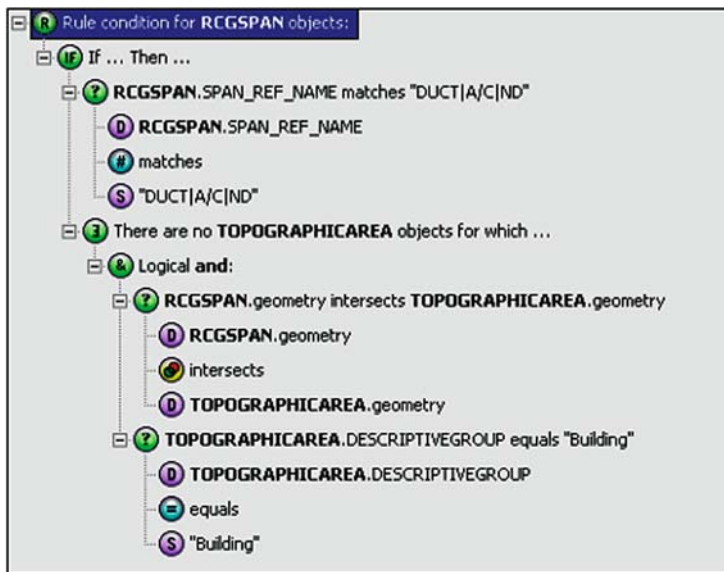 R Rule condition for RCGSPAN objects:
IF If ... Then ...
? RCGSPAN.SPAN_REF_NAME matches "DUCT|A/C|ND"
D RCGSPAN.SPAN_REF_NAME
# matches
S "DUCT|A/C|ND"
∃ There are no TOPOGRAPHICAREA objects for which ...
& Logical and:
? RCGSPAN.geometry intersects TOPOGRAPHICAREA.geometry
D RCGSPAN.geometry
intersects
D TOPOGRAPHICAREA.geometry
? TOPOGRAPHICAREA.DESCRIPTIVEGROUP equals "Building"
D TOPOGRAPHICAREA.DESCRIPTIVEGROUP
= equals
S "Building"